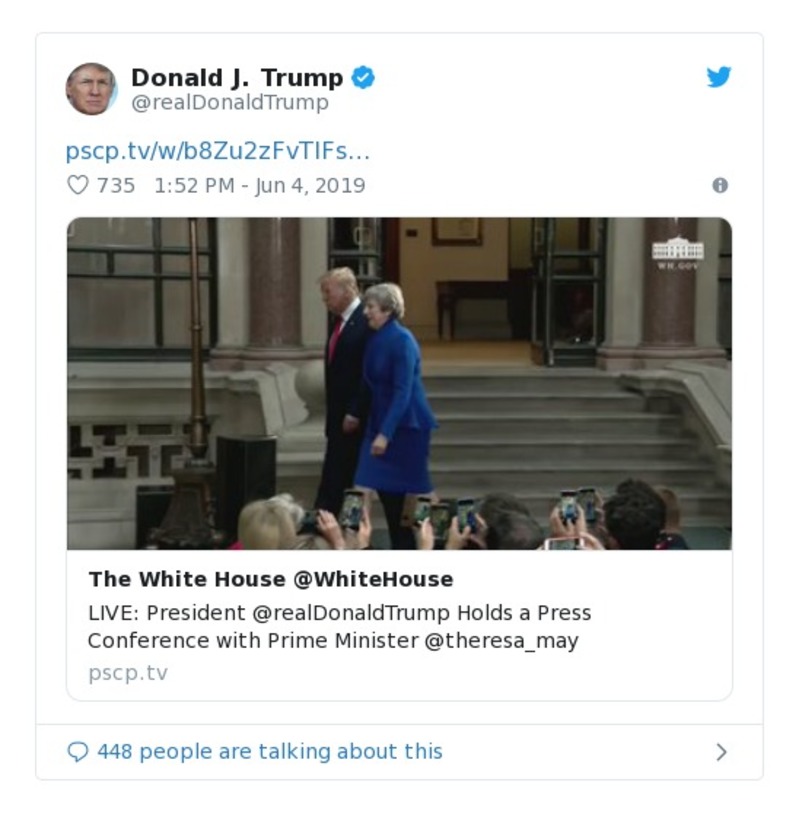 Donald J. Trump
@realDonaldTrump
pscp.tv/w/b8Zu2zFvTIFs…
735 1:52 PM - Jun 4, 2019
WH.GOV
The White House @WhiteHouse
LIVE: President @realDonaldTrump Holds a Press
Conference with Prime Minister @theresa_may
pscp.tv
448 people are talking about this